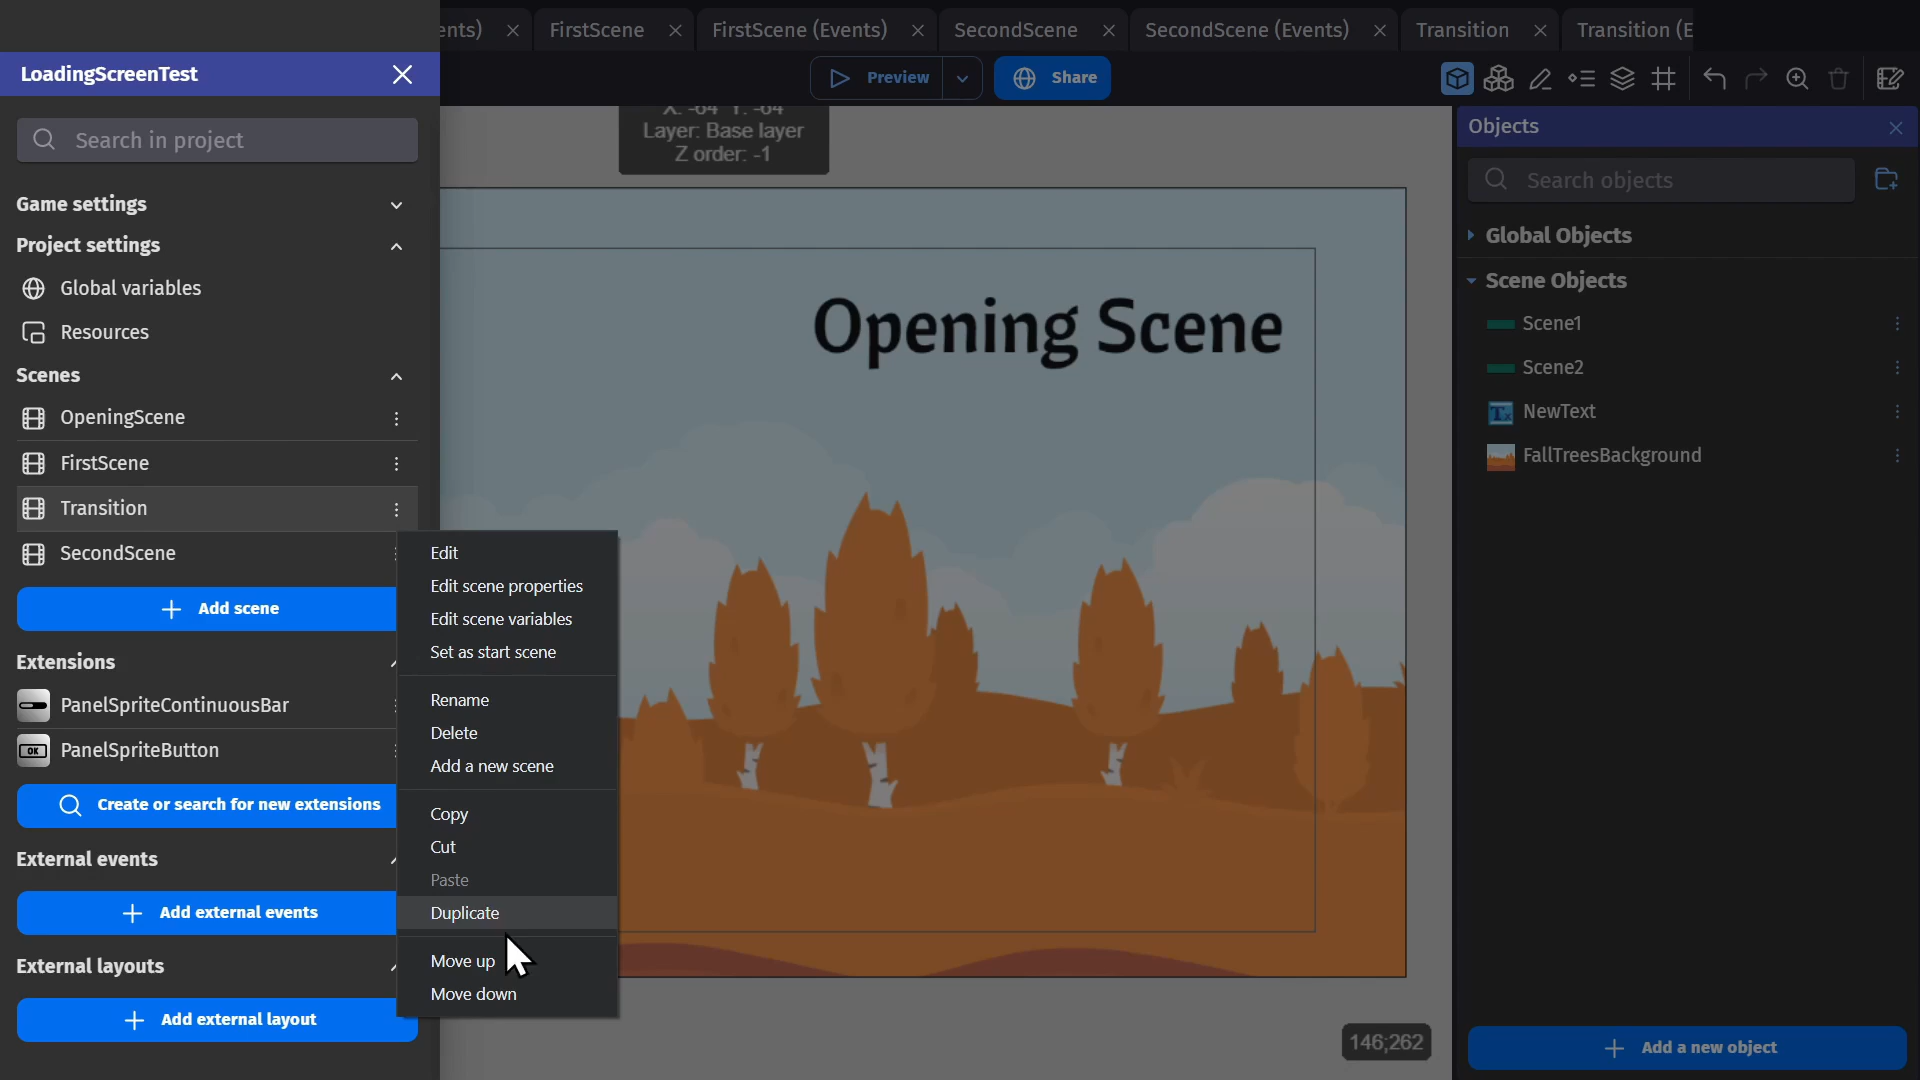 ents)
FirstScene
FirstScene (Events)
SecondScene
SecondScene (Events)
Transition
Transition (E
LoadingScreenTest
Preview
Share
Search in project
Game settings
Project settings
Global variables
Resources
Scenes
OpeningScene
FirstScene
Transition
SecondScene
Add scene
Extensions
PanelSpriteContinuousBar
OK
PanelSpriteButton
Create or search for new extensions
External events
Add external events
External layouts
Add external layout
Edit
Edit scene properties
Edit scene variables
Set as start scene
Rename
Delete
Add a new scene
Copy
Cut
Paste
Duplicate
Move up
Move down
X: -64 Y: -64
Layer: Base layer
Z order: -1
Opening Scene
146;262
Objects
Search objects
Global Objects
Scene Objects
Scene1
Scene2
Tx
NewText
FallTreesBackground
Add a new object